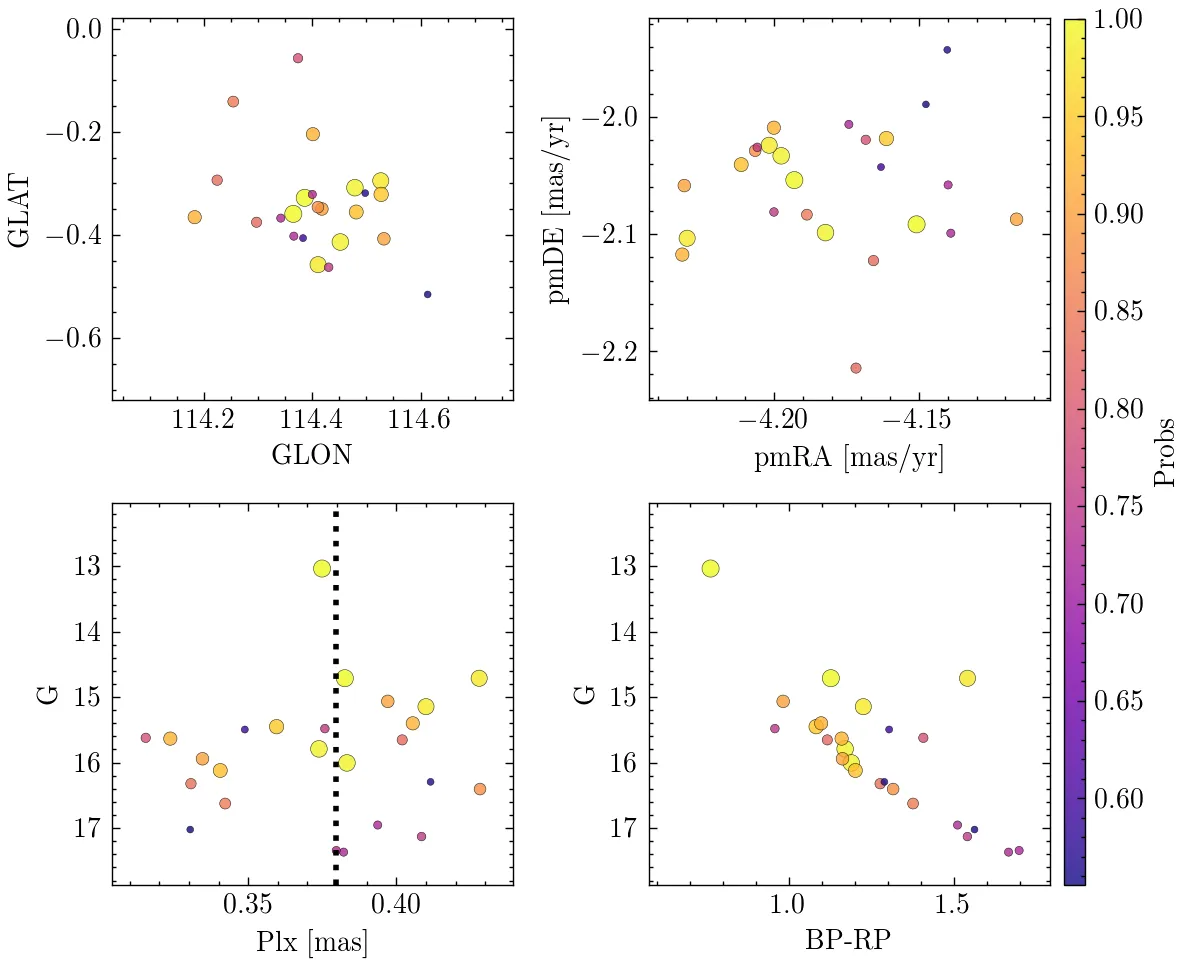 0.0
−0.2
−0.4
−0.6
GLAT
114.2 114.4 114.6
GLON
−2.0
−2.1
−2.2
pmDE [mas/yr]
−4.20 −4.15
pmRA [mas/yr]
13
14
15
16
17
G
0.35 0.40
Plx [mas]
13
14
15
16
17
G
1.0 1.5
BP-RP
1.00
0.95
0.90
0.85
0.80
0.75
0.70
0.65
0.60
Probs